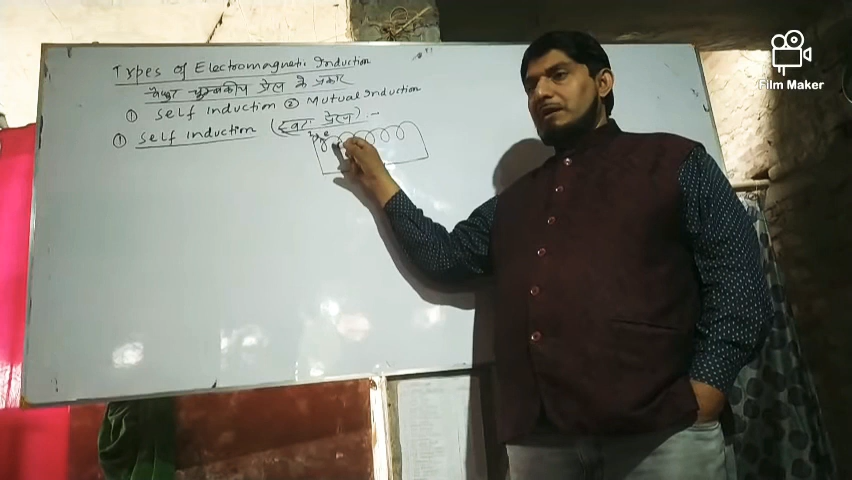 Types of Electromagnetic Induction
विद्युत चुम्बकीय प्रेरण के प्रकार
① Self Induction ② Mutual Induction
① Self Induction (स्वतः प्रेरण) :-
Film Maker